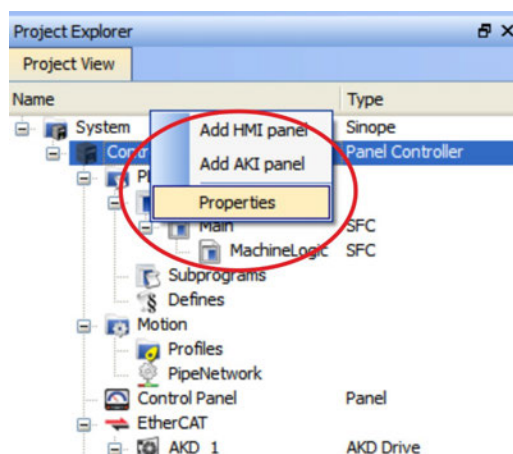 Project Explorer
Project View
Name Type
System Sinope
Add HMI panel
Panel Controller
Add AKI panel
Properties
Main SFC
MachineLogic SFC
Subprograms
Defines
Motion
Profiles
PipeNetwork
Control Panel Panel
EtherCAT
AKD_1 AKD Drive